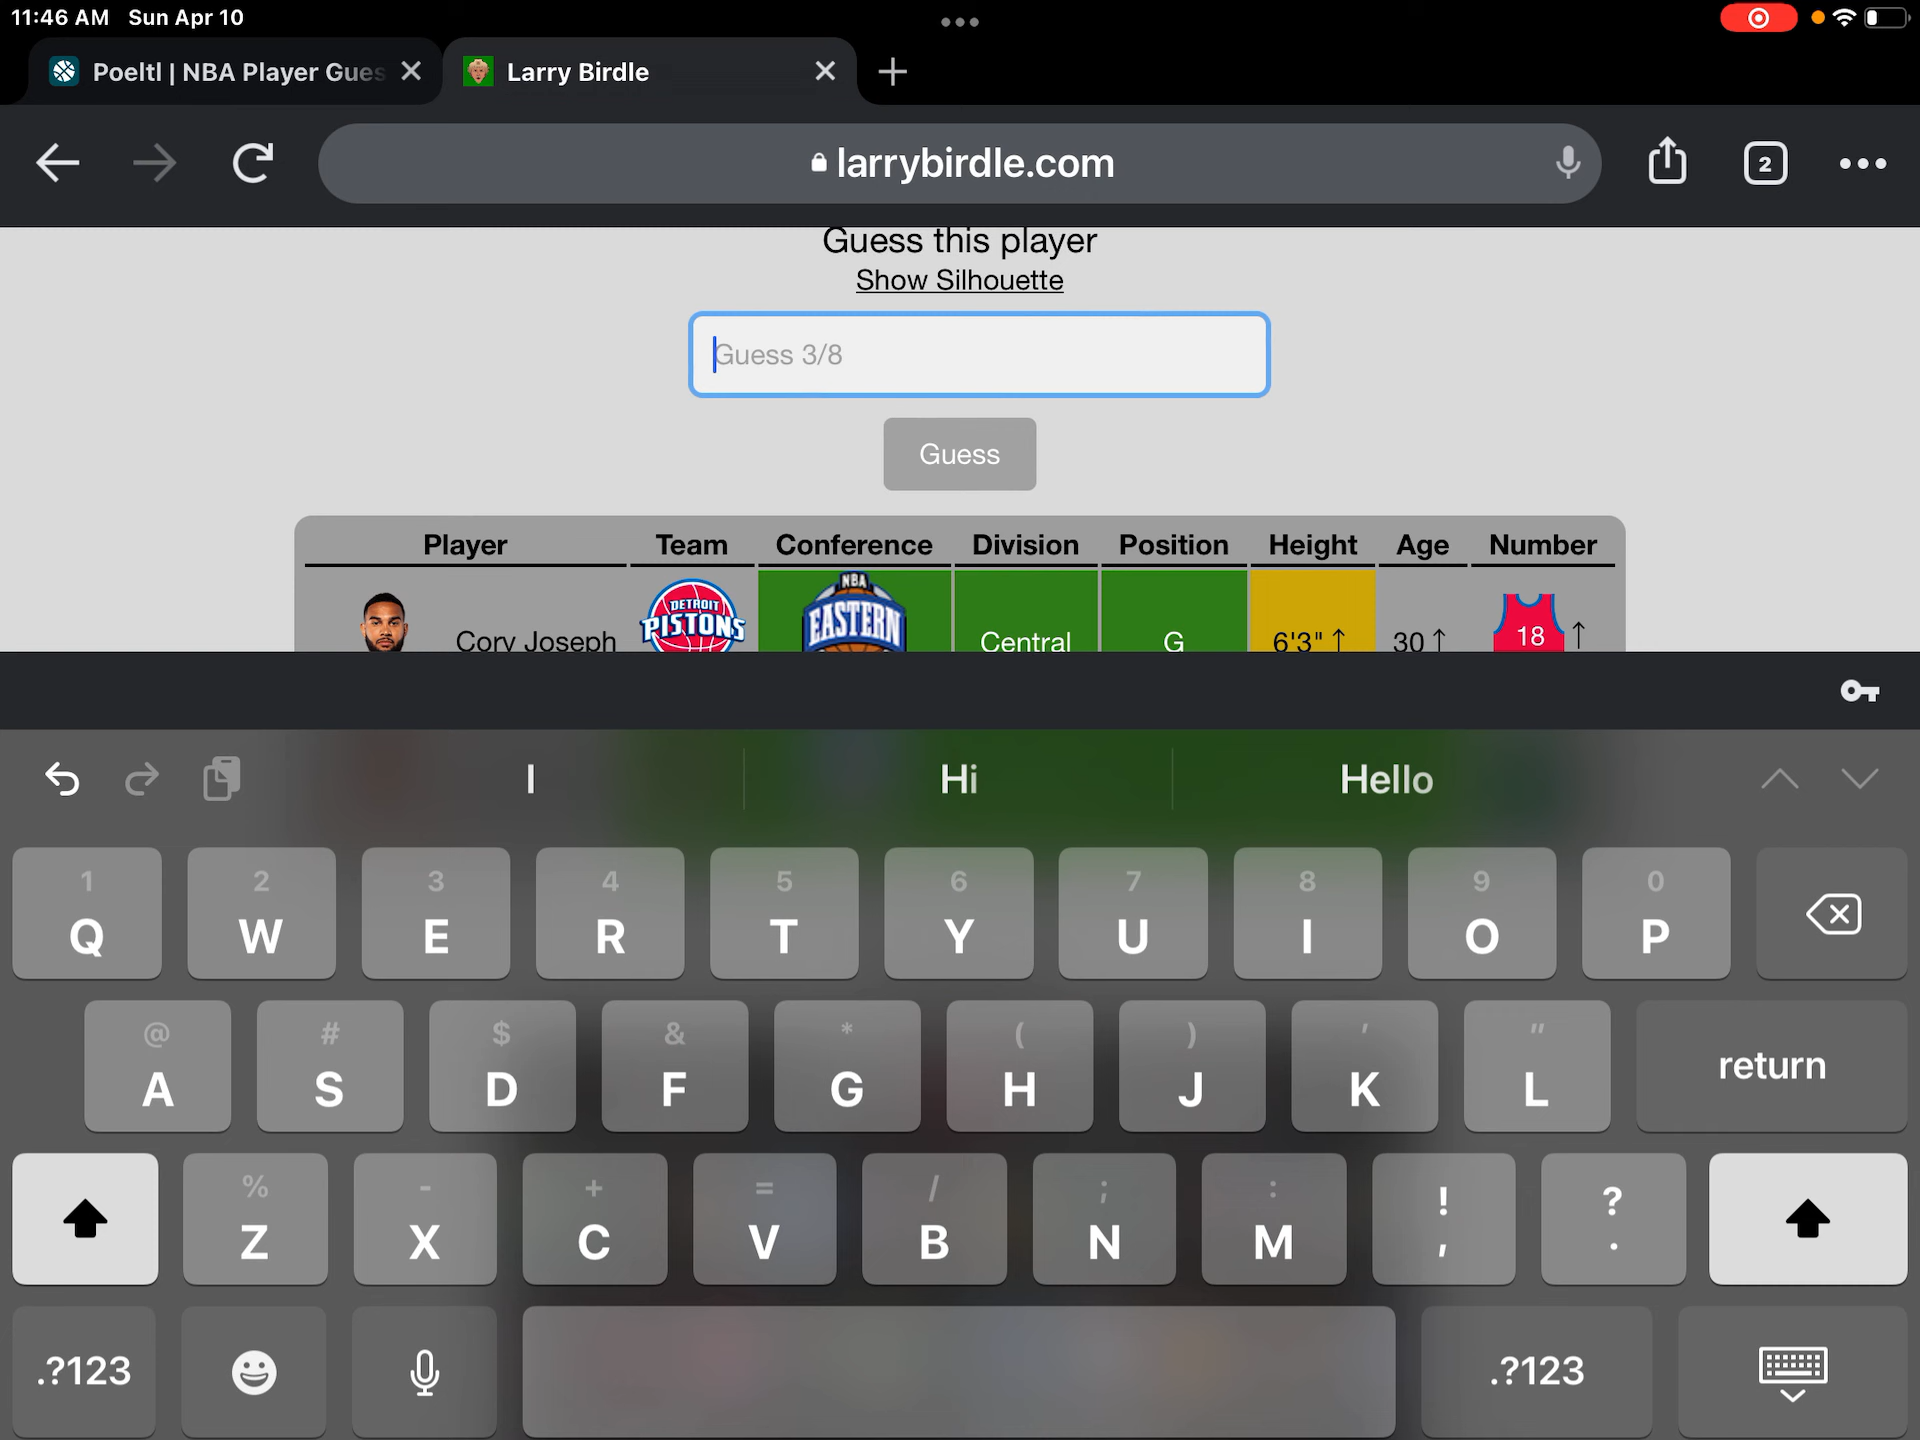 11:46 AM Sun Apr 10
Poeltl | NBA Player Gues
Larry Birdle
larrybirdle.com
2
Guess this player
Show Silhouette
Guess 3/8
Guess
Player Team Conference Division Position Height Age Number
DETROIT
PISTONS
NBA
EASTERN
Cory Joseph Central G 6'3" ↑ 30 ↑ 18 ↑
I Hi Hello
1 2 3 4 5 6 7 8 9 0
Q W E R T Y U I O P
@ # $ & * ( ) ' "
A S D F G H J K L return
% - + = / ; : ! ?
Z X C V B N M , .
.?123 .?123